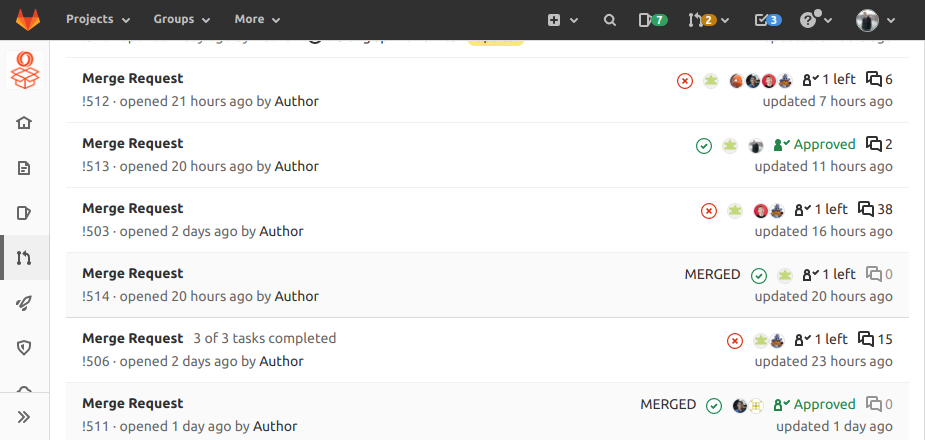 Projects Groups More 7 2 3
Merge Request 1 left 6
!512 · opened 21 hours ago by Author updated 7 hours ago
Merge Request Approved 2
!513 · opened 20 hours ago by Author updated 11 hours ago
Merge Request 1 left 38
!503 · opened 2 days ago by Author updated 16 hours ago
Merge Request MERGED 1 left 0
!514 · opened 20 hours ago by Author updated 20 hours ago
Merge Request 3 of 3 tasks completed 1 left 15
!506 · opened 2 days ago by Author updated 23 hours ago
Merge Request MERGED Approved 0
!511 · opened 1 day ago by Author updated 1 day ago